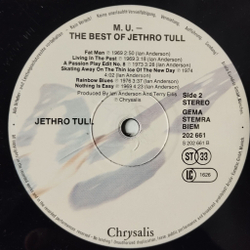 M. U. —
THE BEST OF JETHRO TULL
Fat Man ℗ 1969 2:50 (Ian Anderson)
Living In The Past ℗ 1969 3:18 (Ian Anderson)
A Passion Play Edit No. 8 ℗ 1973 3:28 (Ian Anderson)
Skating Away On The Thin Ice Of The New Day ℗ 1974
4:02 (Ian Anderson)
Rainbow Blues ℗ 1976 3:37 (Ian Anderson)
Nothing Is Easy ℗ 1969 4:23 (Ian Anderson)
Produced by Ian Anderson and Terry Ellis
℗ Chrysalis
Side 2
STEREO
JETHRO TULL
GEMA
STEMRA
BIEM
202 661
S 202 661 B
ST 33
LC 1626
Chrysalis